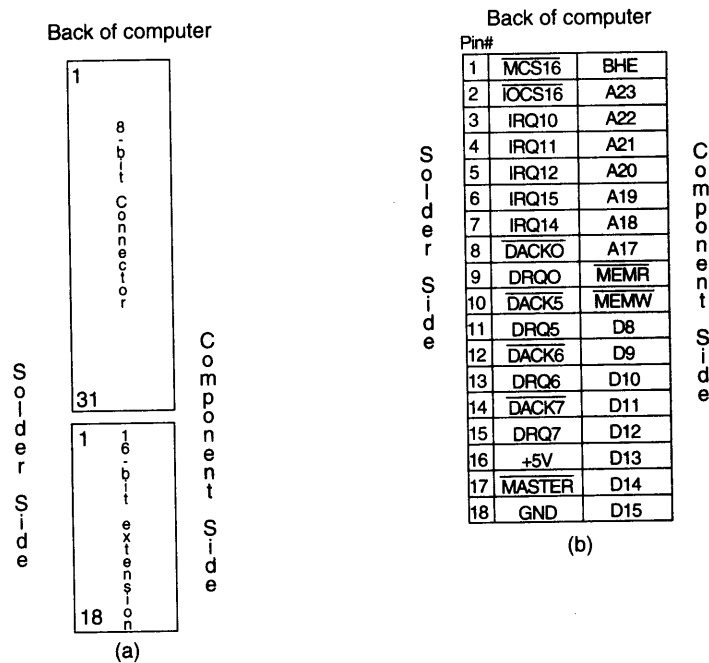 Back of computer
1
8-bit Connector
31
1
16-bit extension
18
Solder Side
Component Side
(a)
Back of computer
Pin#
1 MCS16 BHE
2 IOCS16 A23
3 IRQ10 A22
4 IRQ11 A21
5 IRQ12 A20
6 IRQ15 A19
7 IRQ14 A18
8 DACKO A17
9 DRQO MEMR
10 DACK5 MEMW
11 DRQ5 D8
12 DACK6 D9
13 DRQ6 D10
14 DACK7 D11
15 DRQ7 D12
16 +5V D13
17 MASTER D14
18 GND D15
Solder Side
Component Side
(b)